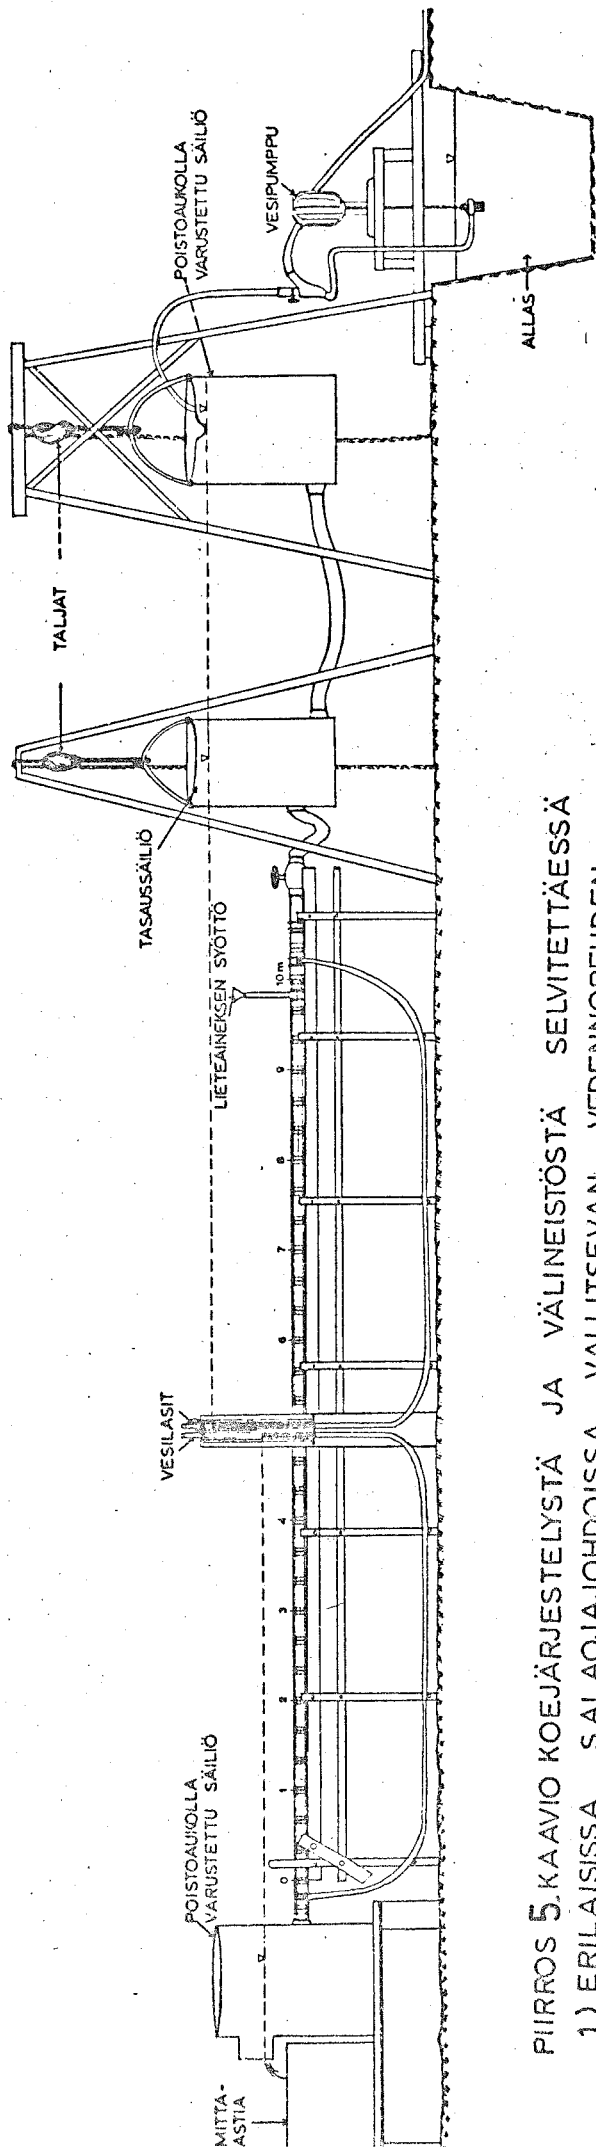 MITTA-
ASTIA
POISTOAUKOLLA
VARUSTETTU SÄILIÖ
0
1
2
3
4
VESILASIT
6
7
8
9
10 m
LIETEAINEKSEN SYÖTTÖ
TASAUSSÄILIÖ
TALJAT
POISTOAUKOLLA
VARUSTETTU SÄILIÖ
VESIPUMPPU
ALLAS
PIIRROS 5. KAAVIO KOEJÄRJESTELYSTÄ JA VÄLINEISTÖSTÄ SELVITETTÄESSÄ
1) ERILAISISSA SALAOJAJOHDOISSA VALLITSEVAN VEDENNOPEUDEN